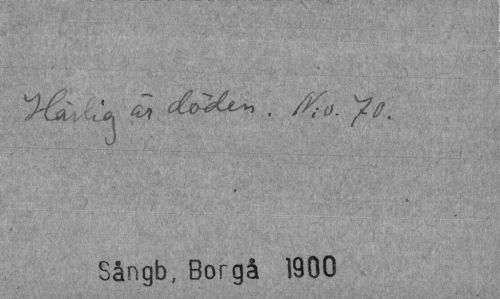 Härlig är döden. N:o. 70.
Sångb, Borgå 1900